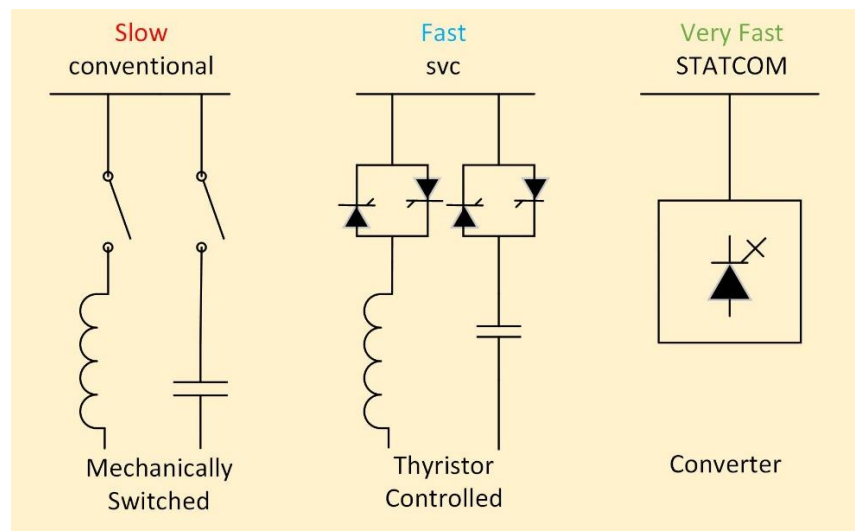 Slow
conventional
Fast
svc
Very Fast
STATCOM
Mechanically
Switched
Thyristor
Controlled
Converter